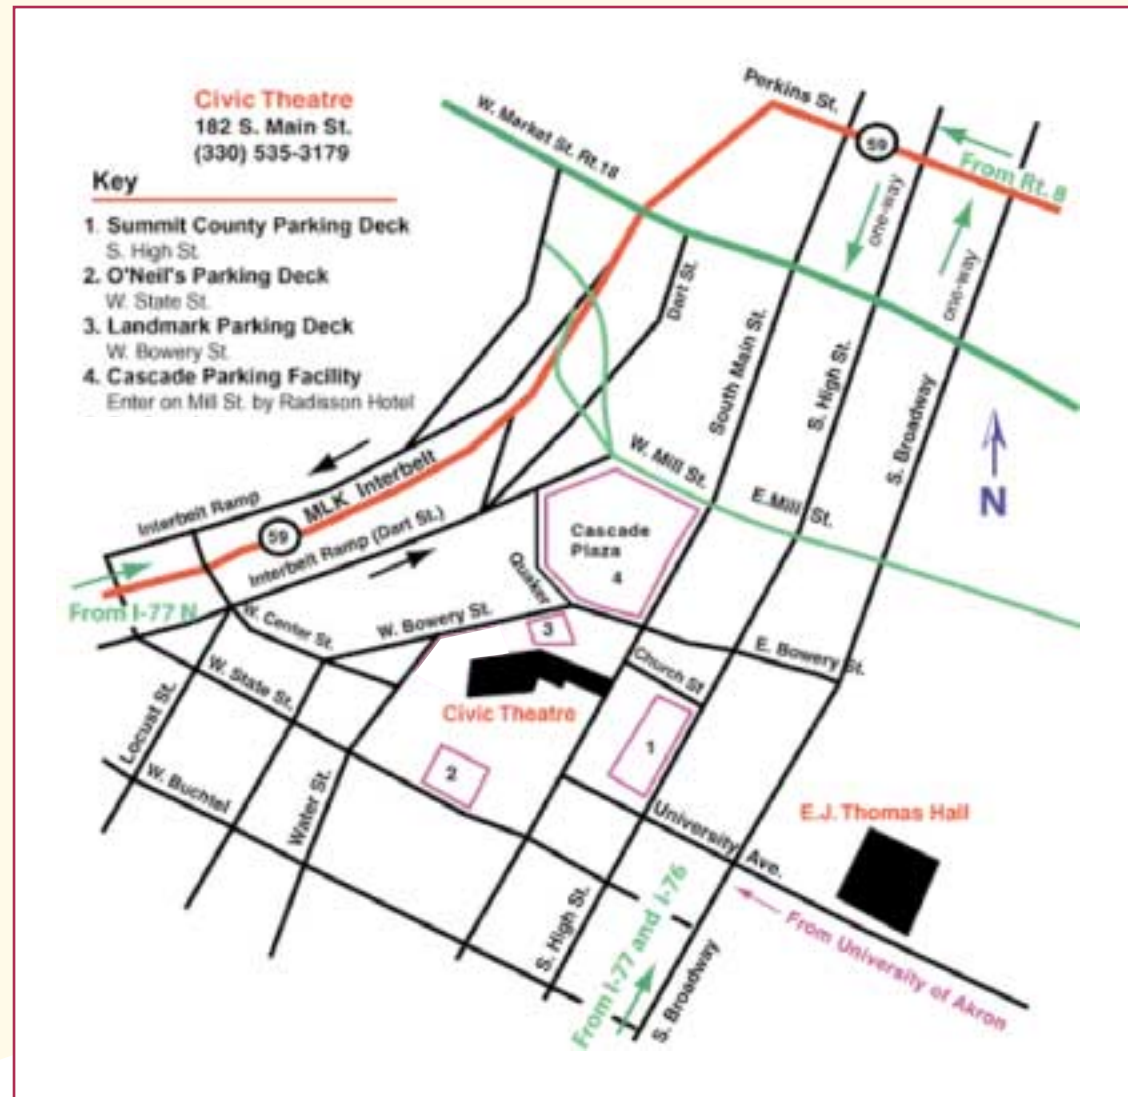 Civic Theatre
182 S. Main St.
(330) 535-3179
Key
1. Summit County Parking Deck
S. High St.
2. O'Neil's Parking Deck
W. State St.
3. Landmark Parking Deck
W. Bowery St.
4. Cascade Parking Facility
Enter on Mill St. by Radisson Hotel
Perkins St.
59
From Rt. 8
W. Market St. Rt.18
one-way
one-way
Dart St.
South Main St.
S. High St.
S. Broadway
N
W. Mill St.
E.Mill St.
Interbelt Ramp
MLK Interbelt
59
Interbelt Ramp (Dart St.)
From I-77 N
Cascade
Plaza
4
Quaker
W. Center St.
W. Bowery St.
3
E. Bowery St.
Church St
W. State St.
Civic Theatre
Locust St.
1
2
W. Buchtel
Water St.
University Ave.
E.J. Thomas Hall
S. High St.
From I-77 and I-76
S. Broadway
From University of Akron